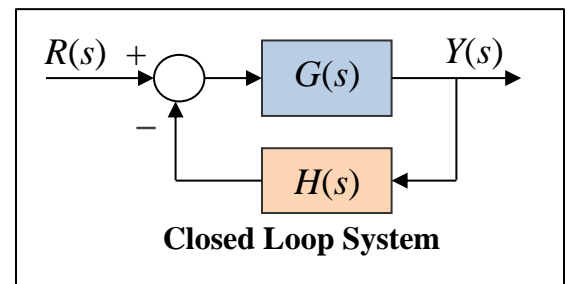 R(s) + G(s) Y(s)
−
H(s)
Closed Loop System